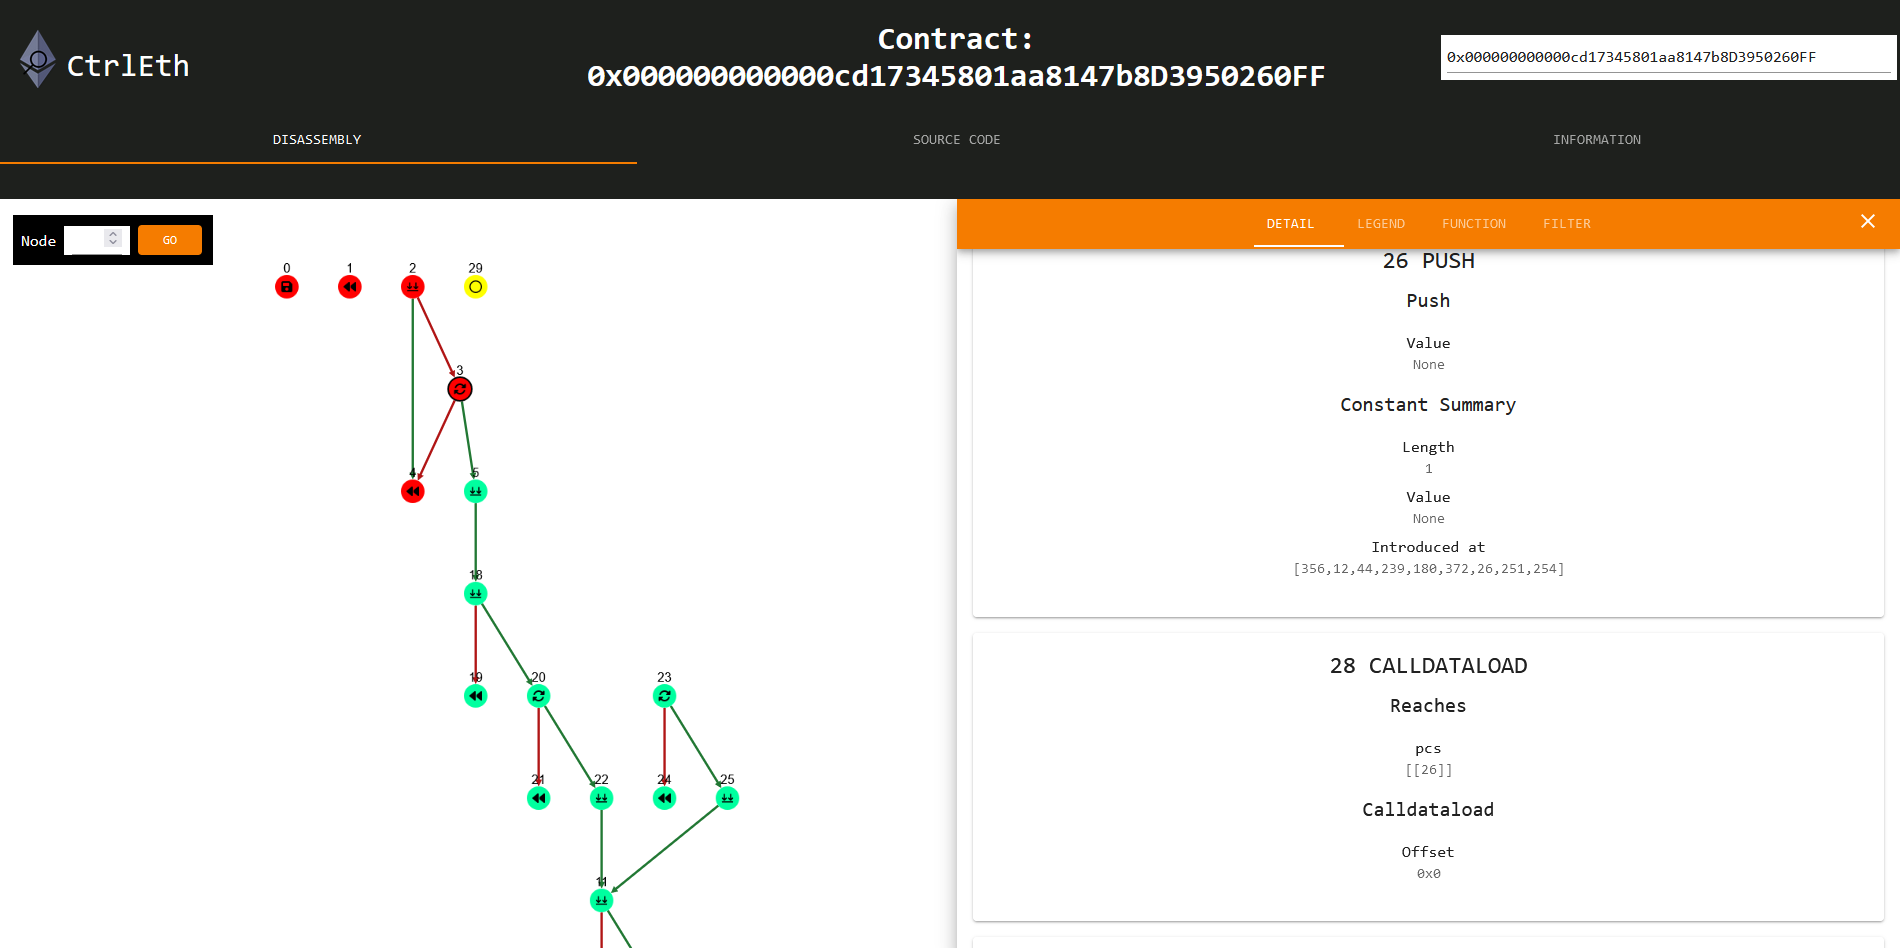 CtrlEth
Contract:
0x000000000000cd17345801aa8147b8D3950260FF
0x000000000000cd17345801aa8147b8D3950260FF
DISASSEMBLY
SOURCE CODE
INFORMATION
Node
GO
DETAIL
LEGEND
FUNCTION
FILTER
0
1
2
29
3
4
5
18
19
20
23
21
22
24
25
11
26 PUSH
Push
Value
None
Constant Summary
Length
1
Value
None
Introduced at
[356,12,44,239,180,372,26,251,254]
28 CALLDATALOAD
Reaches
pcs
[[26]]
Calldataload
Offset
0x0